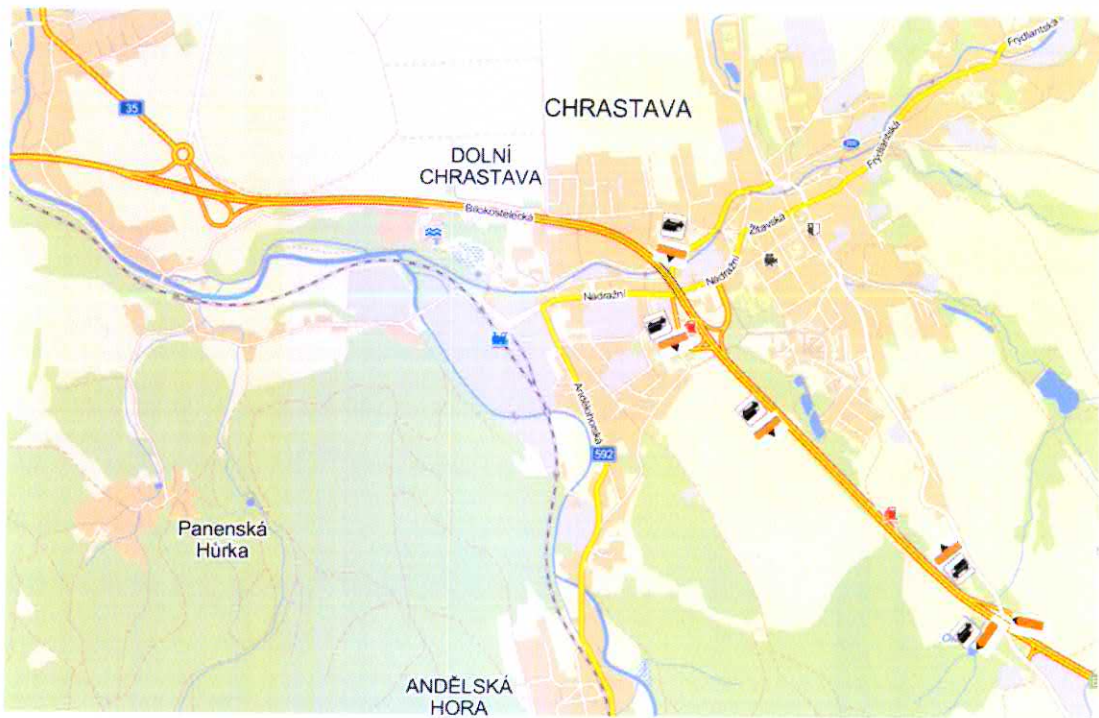 Frýdlantská
35
CHRASTAVA
DOLNÍ
CHRASTAVA
Frýdlantská
Bílokostelecká
Žitavská
Nádražní
Nádražní
Andělohorská
592
Panenská
Hůrka
ANDĚLSKÁ
HORA